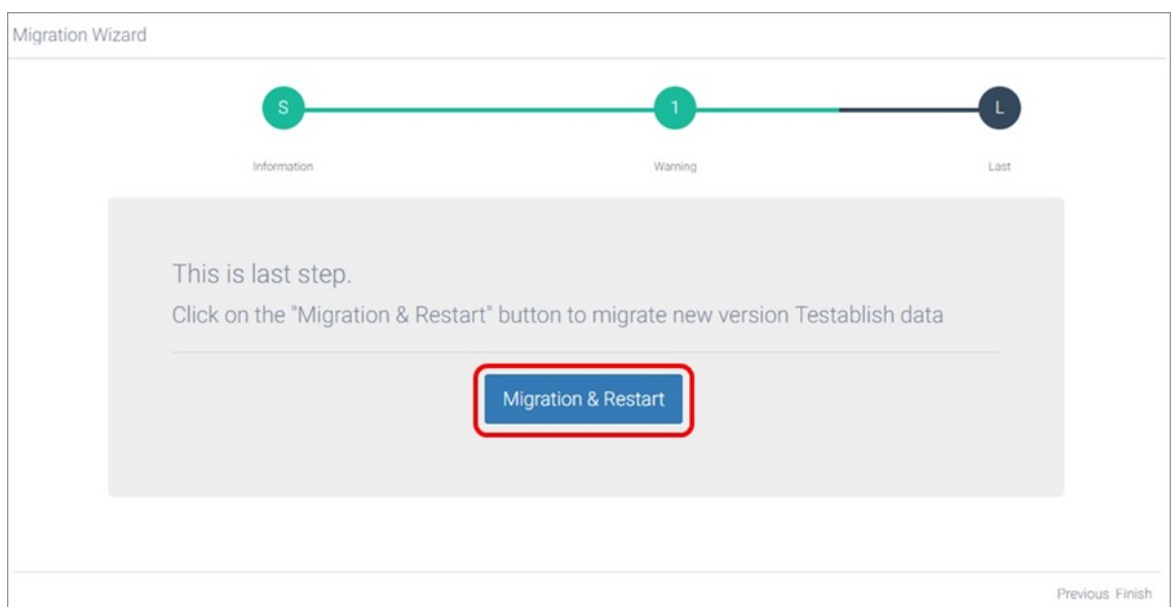 Migration Wizard
S 1 L
Information Warning Last
This is last step.
Click on the "Migration & Restart" button to migrate new version Testablish data
Migration & Restart
Previous Finish